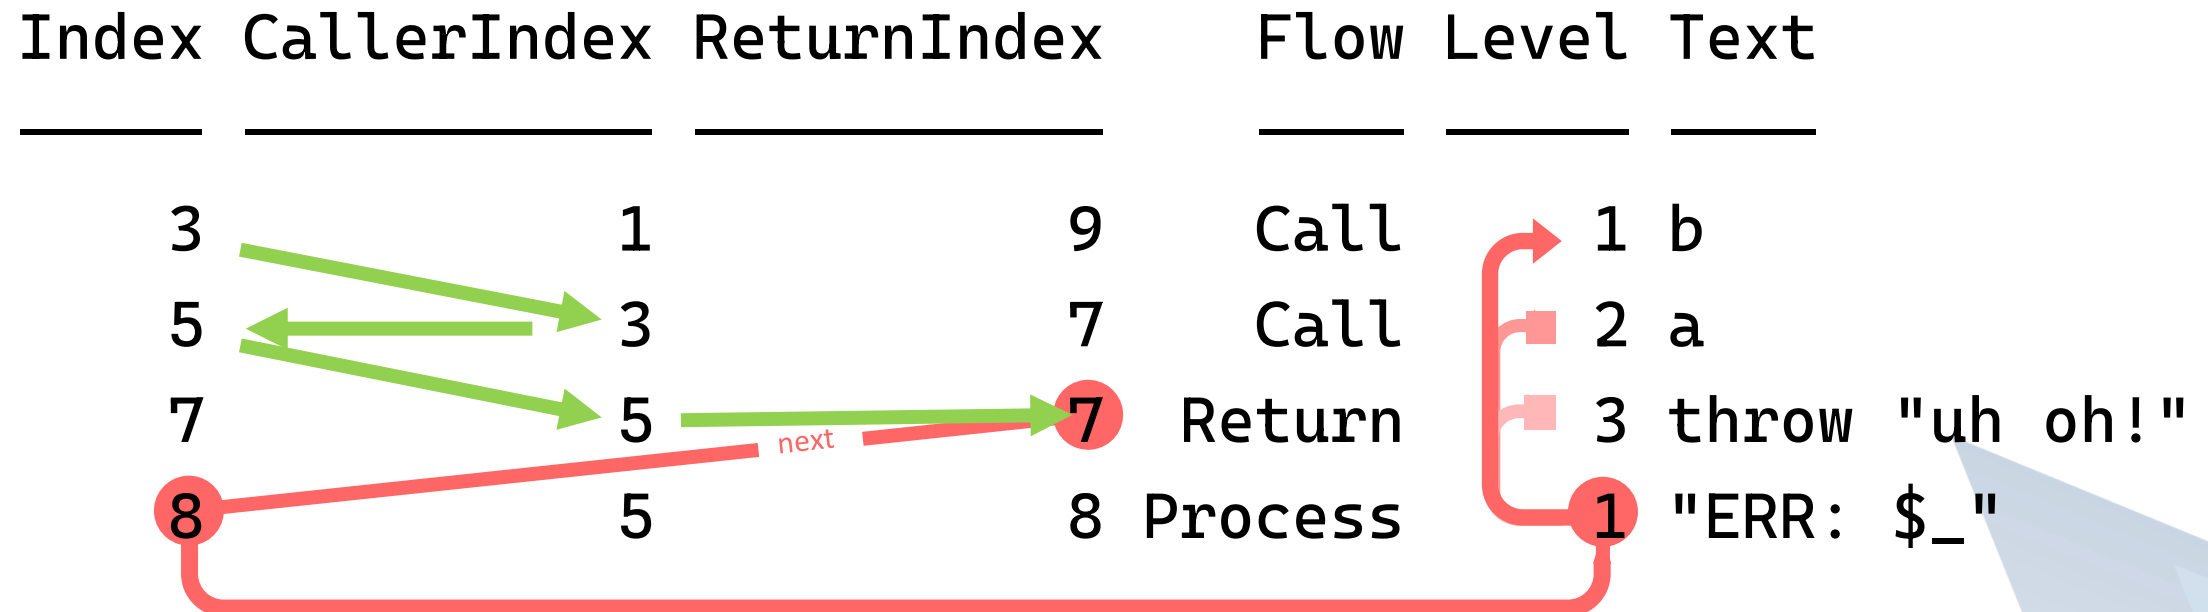 Index CallerIndex ReturnIndex Flow Level Text
3 1 9 Call 1 b
5 3 7 Call 2 a
7 5 7 Return 3 throw "uh oh!"
next
8 5 8 Process 1 "ERR: $_"